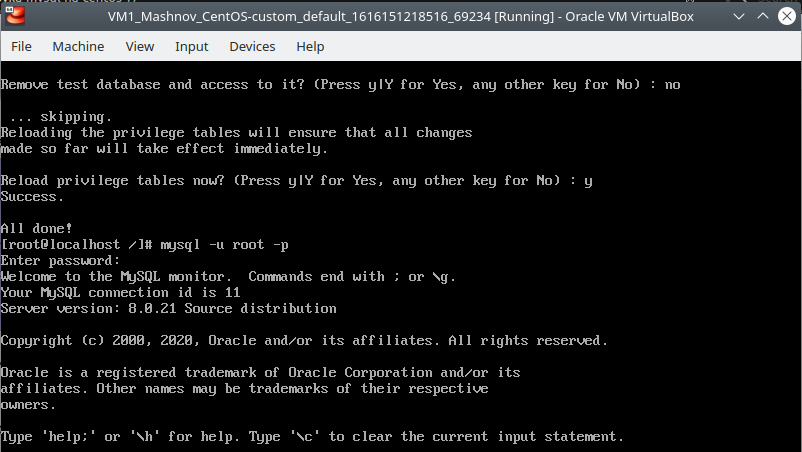 VM1_Mashnov_CentOS-custom_default_1616151218516_69234 [Running] - Oracle VM VirtualBox
File Machine View Input Devices Help
Remove test database and access to it? (Press y|Y for Yes, any other key for No) : no
... skipping.
Reloading the privilege tables will ensure that all changes
made so far will take effect immediately.
Reload privilege tables now? (Press y|Y for Yes, any other key for No) : y
Success.
All done!
[root@localhost /]# mysql -u root -p
Enter password:
Welcome to the MySQL monitor.  Commands end with ; or \g.
Your MySQL connection id is 11
Server version: 8.0.21 Source distribution
Copyright (c) 2000, 2020, Oracle and/or its affiliates. All rights reserved.
Oracle is a registered trademark of Oracle Corporation and/or its
affiliates. Other names may be trademarks of their respective
owners.
Type 'help;' or '\h' for help. Type '\c' to clear the current input statement.